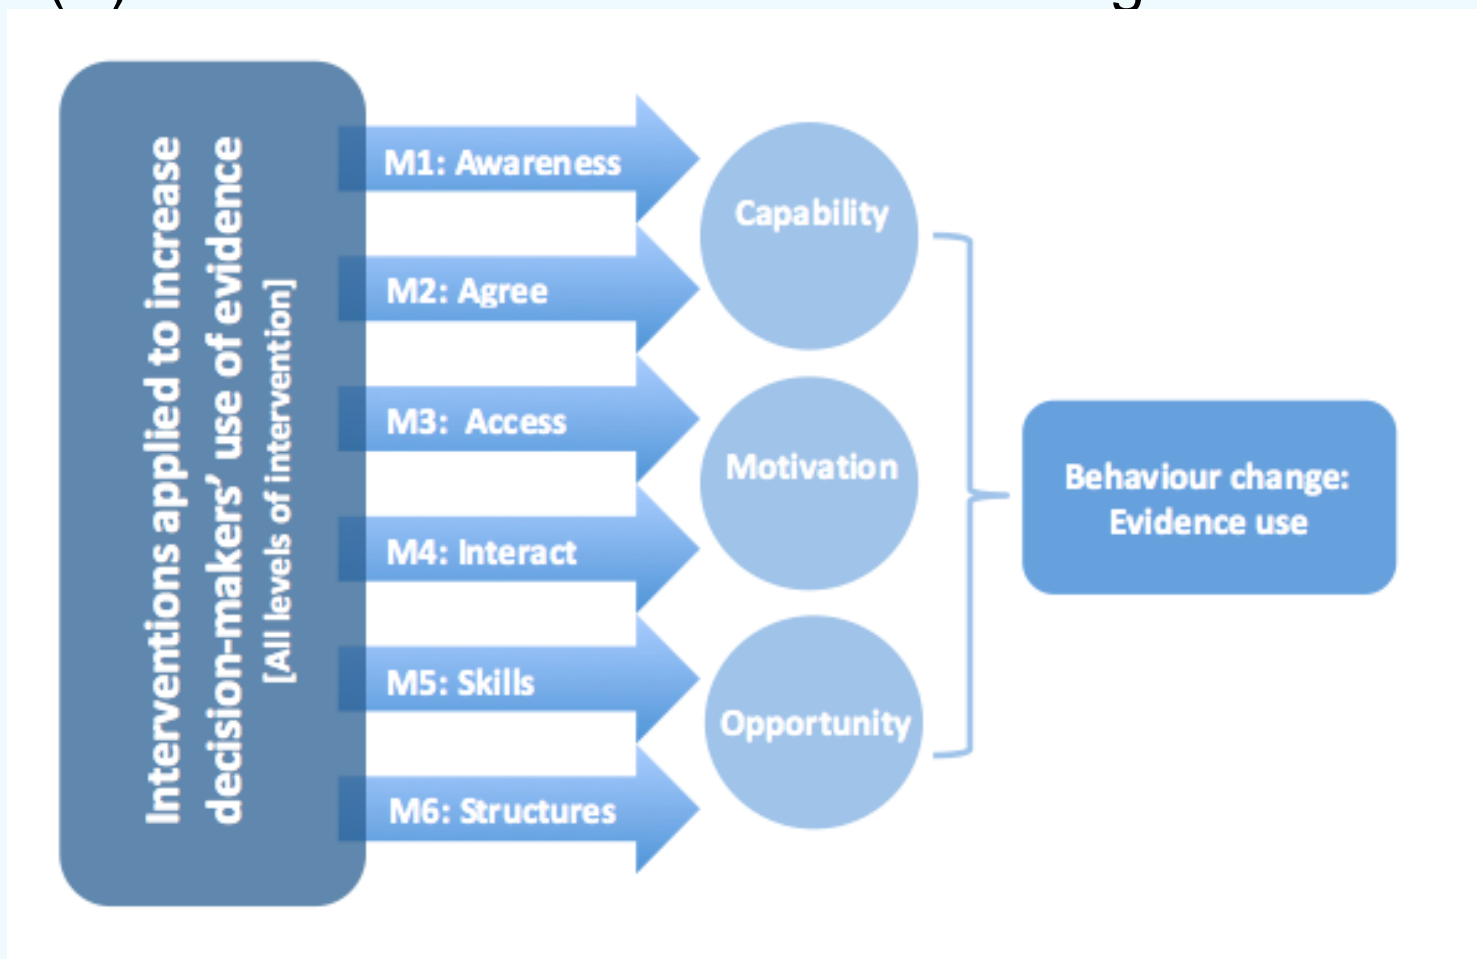 Interventions applied to increase
decision-makers' use of evidence
[All levels of intervention]
M1: Awareness
M2: Agree
M3: Access
M4: Interact
M5: Skills
M6: Structures
Capability
Motivation
Opportunity
Behaviour change:
Evidence use